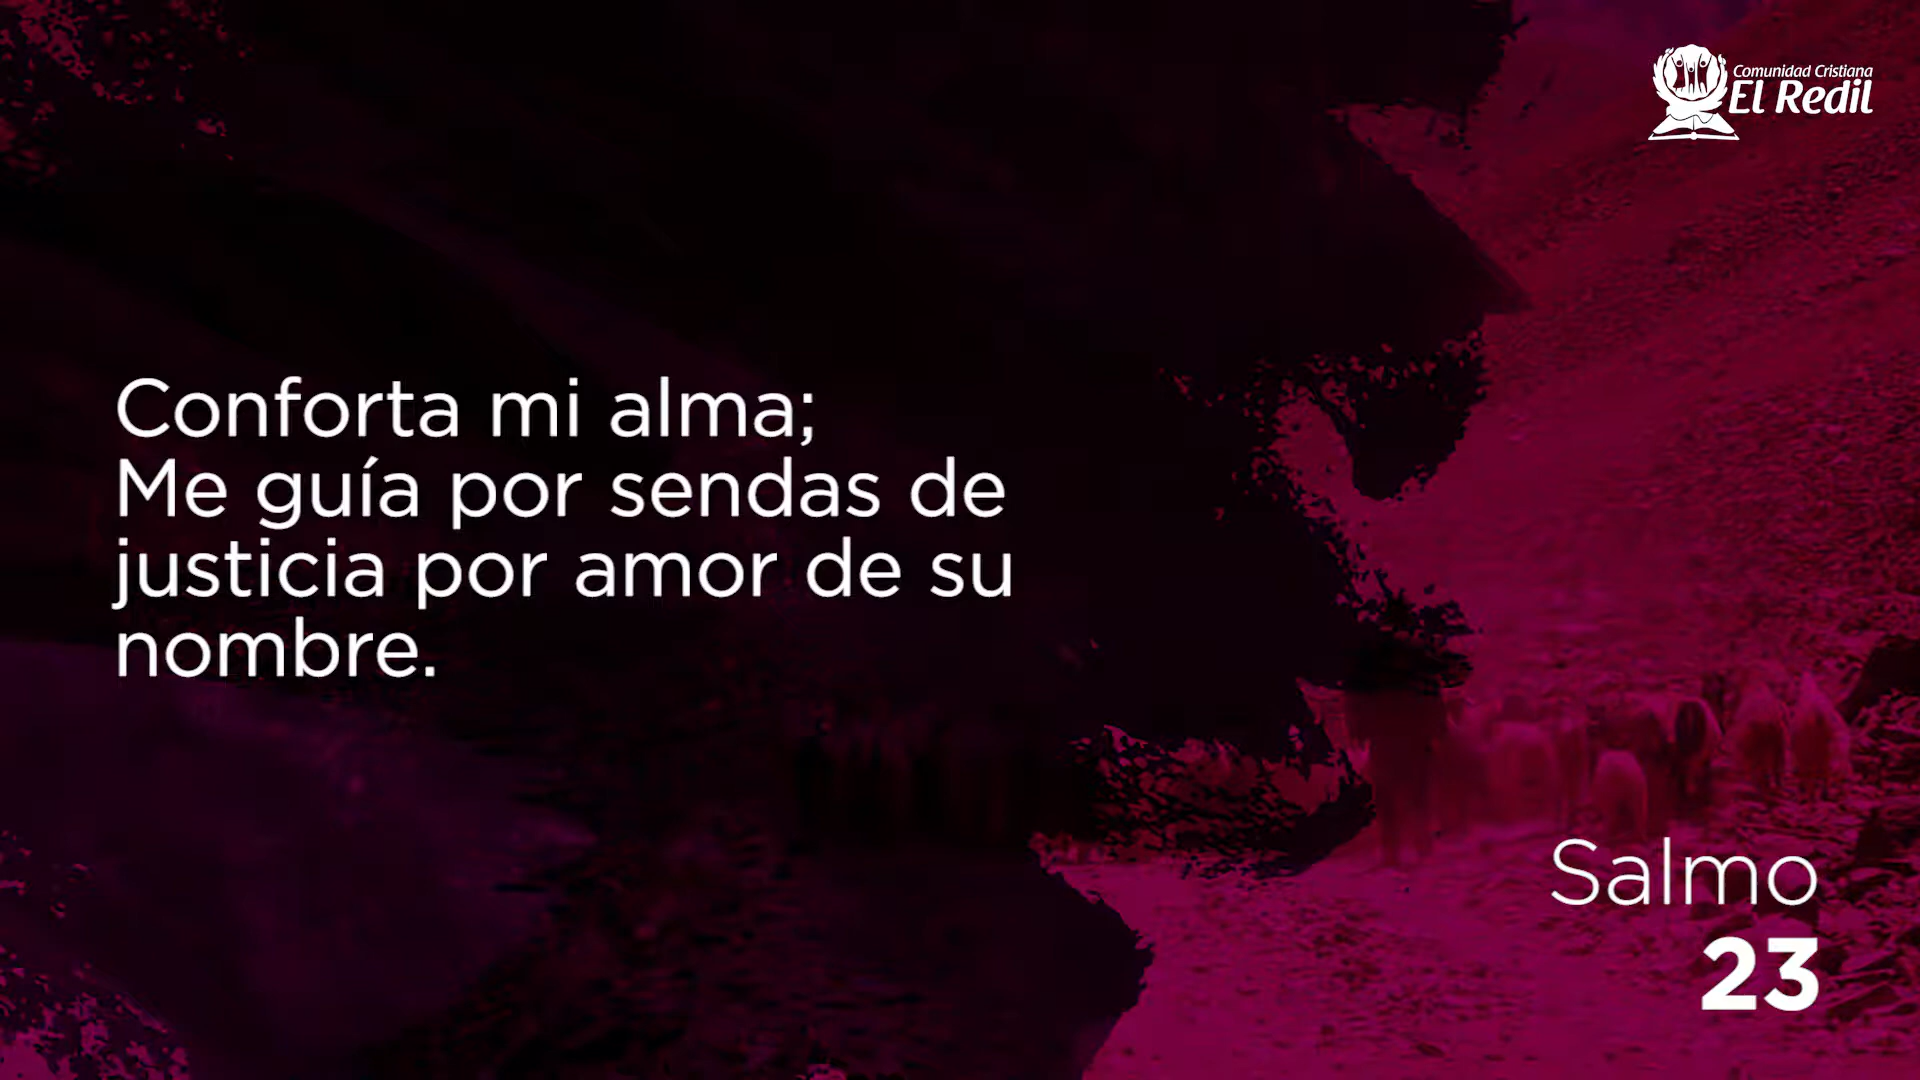 Comunidad Cristiana
El Redil
Conforta mi alma;
Me guía por sendas de
justicia por amor de su
nombre.
Salmo
23